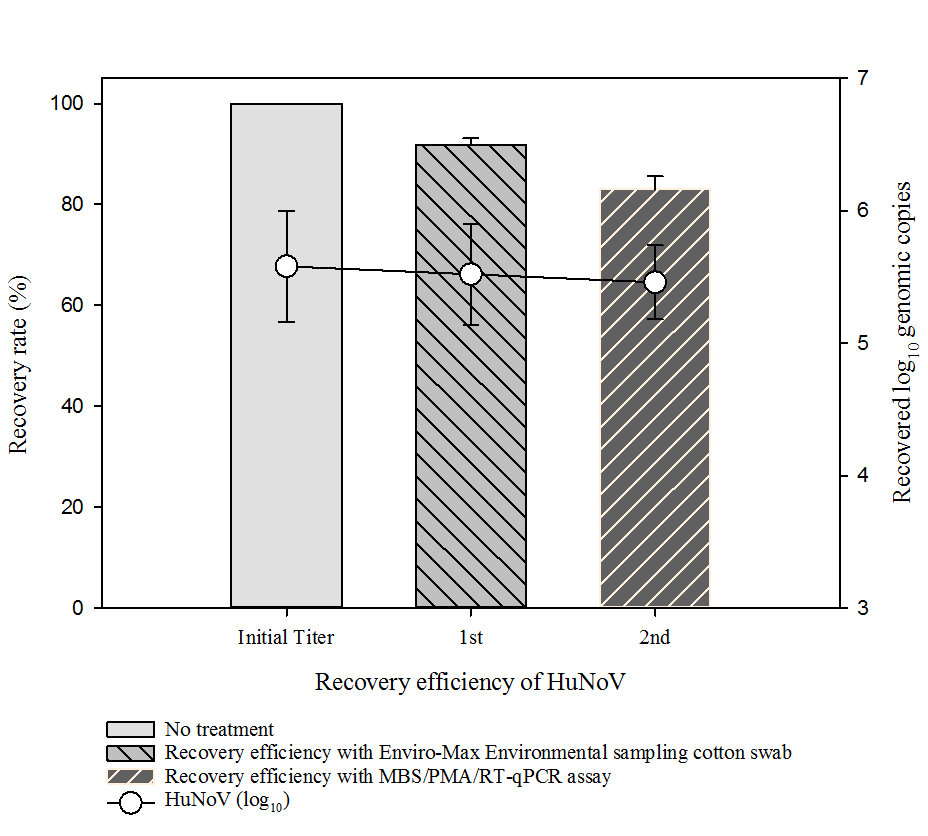 Recovery rate (%)
100
80
60
40
20
0
7
6
5
4
3
Recovered log₁₀ genomic copies
Initial Titer
1st
2nd
Recovery efficiency of HuNoV
No treatment
Recovery efficiency with Enviro-Max Environmental sampling cotton swab
Recovery efficiency with MBS/PMA/RT-qPCR assay
HuNoV (log₁₀)